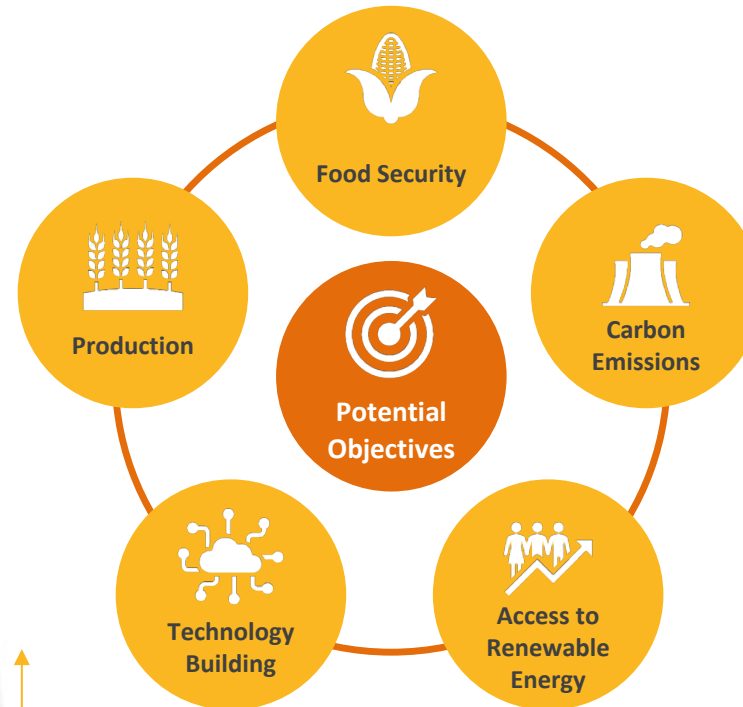 Food Security
Production
Carbon
Emissions
Potential
Objectives
Technology
Building
Access to
Renewable
Energy